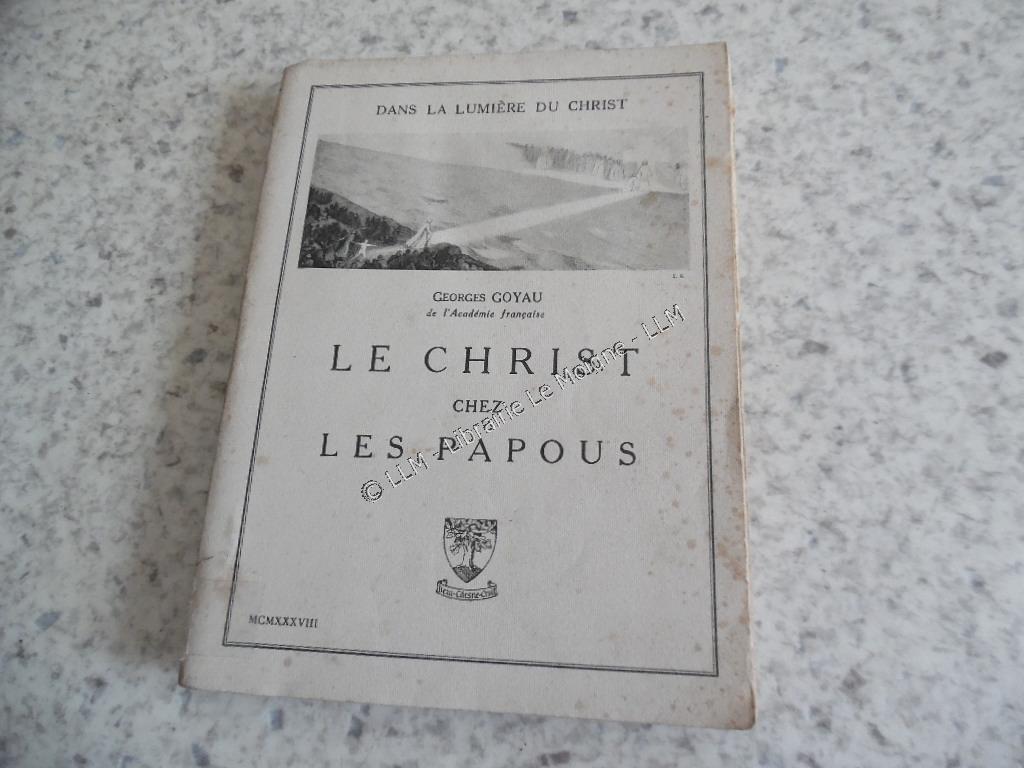 DANS LA LUMIÈRE DU CHRIST
GEORGES GOYAU
de l'Académie française
LE CHRIST
CHEZ
LES PAPOUS
MCMXXXVIII
© LLM - Librairie Le Moigne - LLM